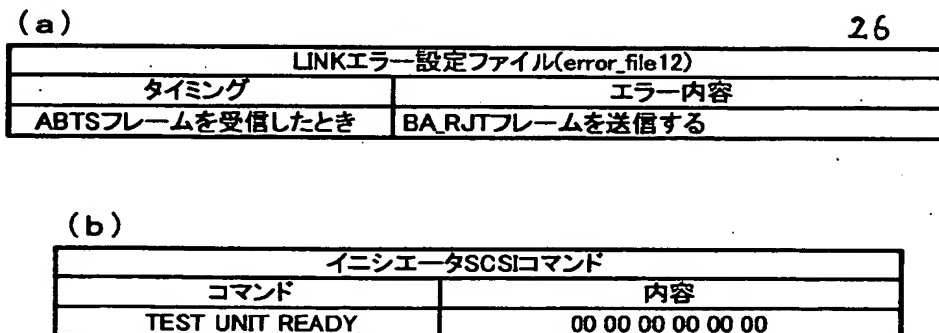 (a) 26
LINKエラー設定ファイル(error_file12)
タイミング エラー内容
ABTSフレームを受信したとき BA_RJTフレームを送信する
(b)
イニシエータSCSIコマンド
コマンド 内容
TEST UNIT READY 00 00 00 00 00 00